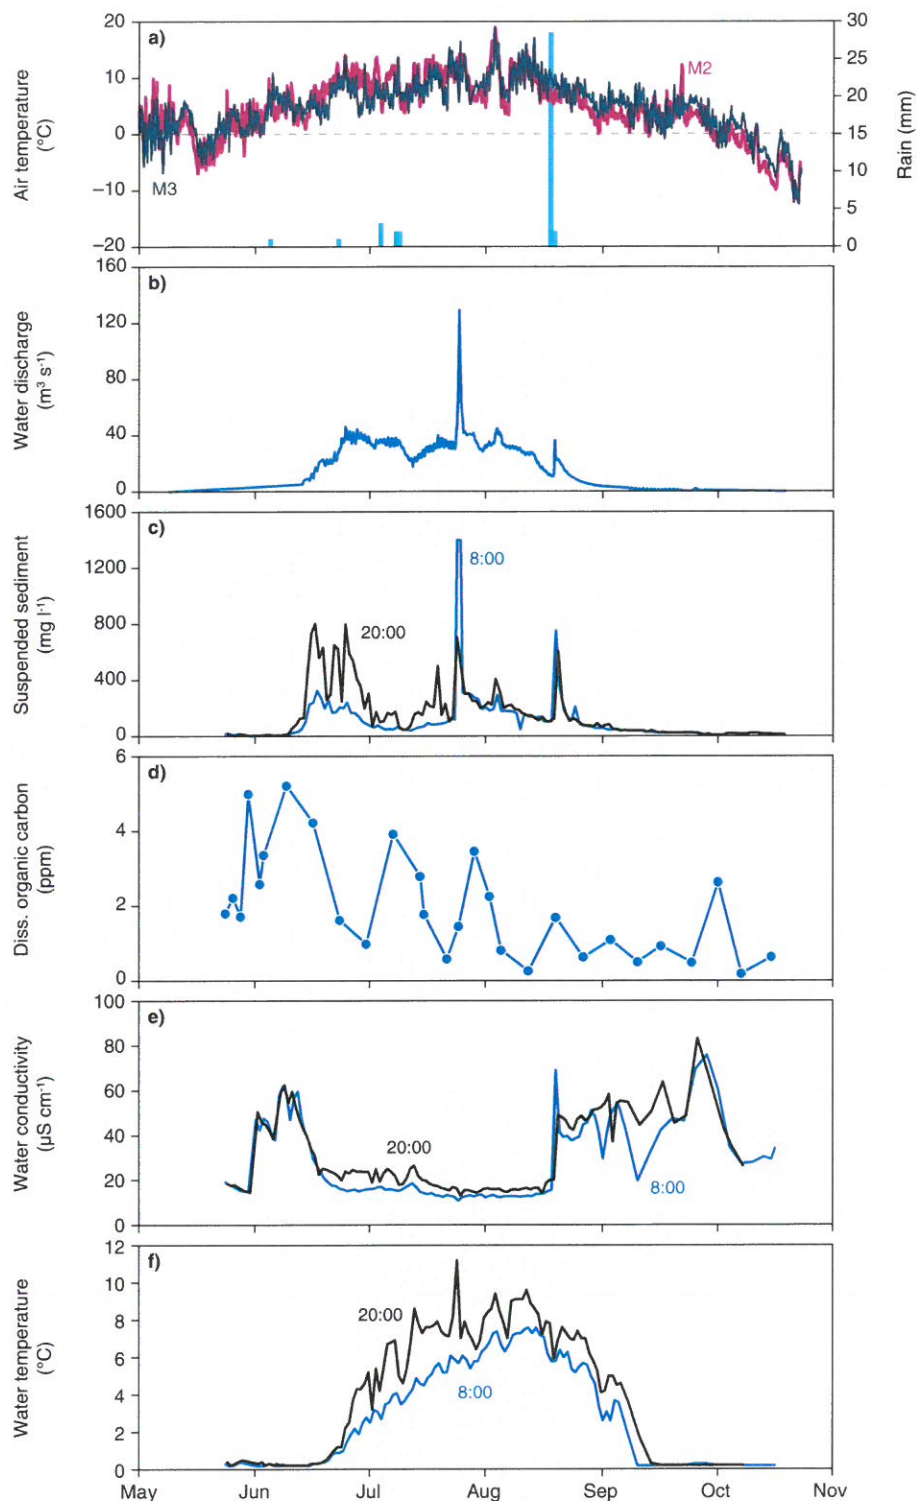 a)
20
10
0
–10
–20
Air temperature
(°C)
M2
M3
30
25
20
15
10
5
0
Rain (mm)
b)
160
120
80
40
0
Water discharge
(m³ s⁻¹)
c)
1600
1200
800
400
0
Suspended sediment
(mg l⁻¹)
8:00
20:00
d)
6
4
2
0
Diss. organic carbon
(ppm)
e)
100
80
60
40
20
0
Water conductivity
(µS cm⁻¹)
20:00
8:00
f)
12
10
8
6
4
2
0
Water temperature
(°C)
20:00
8:00
May Jun Jul Aug Sep Oct Nov